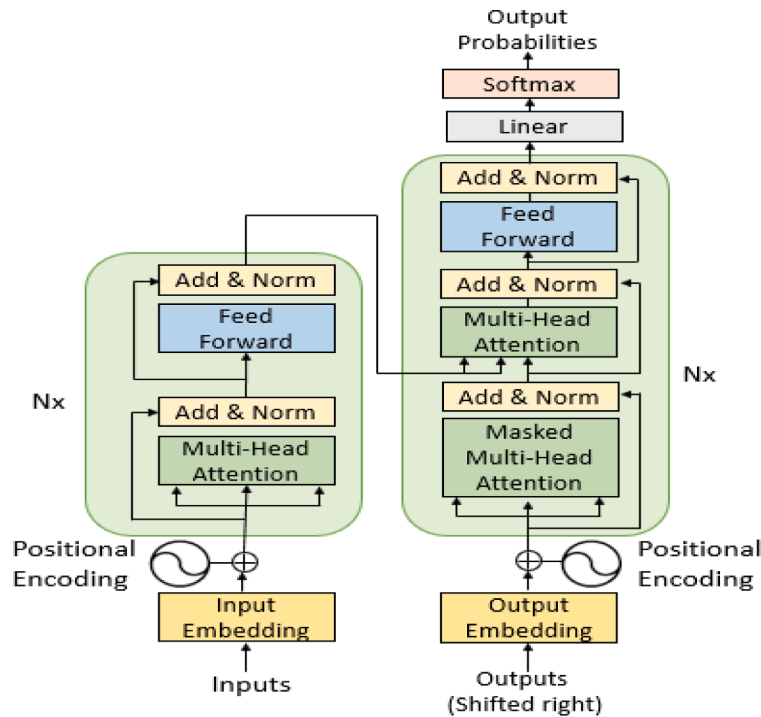 Output
Probabilities
Softmax
Linear
Add & Norm
Feed
Forward
Add & Norm
Multi-Head
Attention
Add & Norm
Masked
Multi-Head
Attention
Nx
Add & Norm
Feed
Forward
Nx
Add & Norm
Multi-Head
Attention
Positional
Encoding
Positional
Encoding
Input
Embedding
Output
Embedding
Inputs
Outputs
(Shifted right)